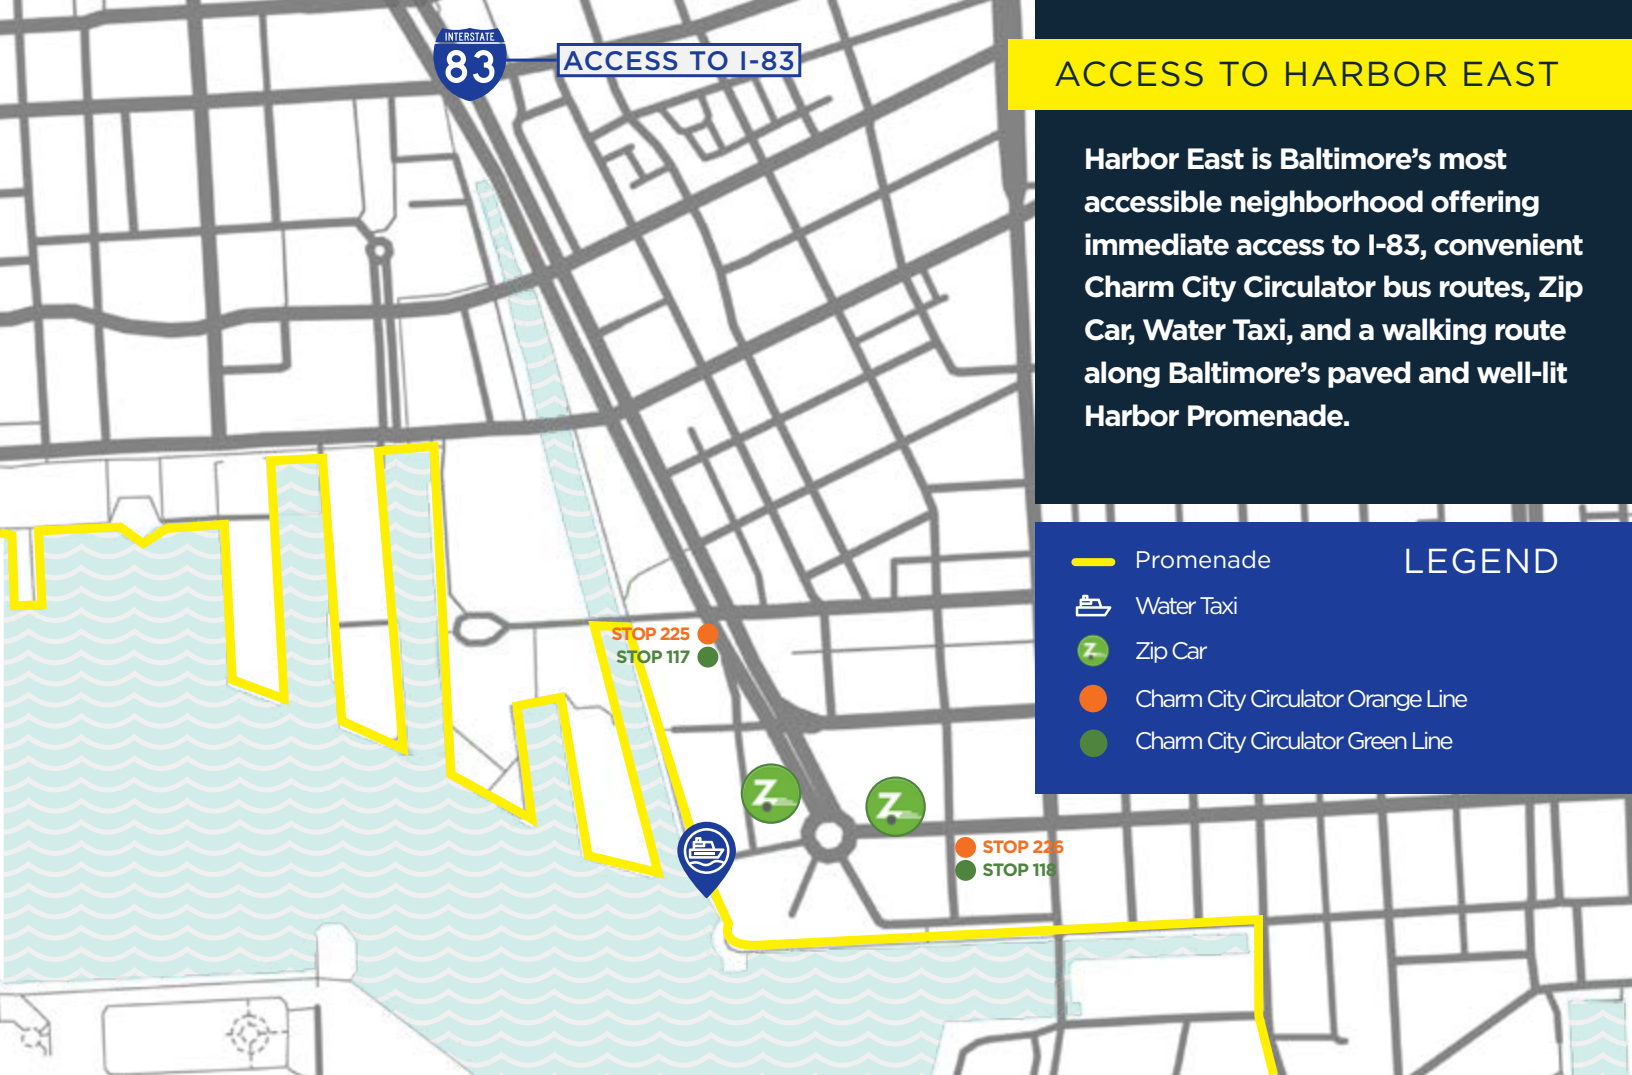 INTERSTATE
83
ACCESS TO I-83
ACCESS TO HARBOR EAST
Harbor East is Baltimore’s most
accessible neighborhood offering
immediate access to I-83, convenient
Charm City Circulator bus routes, Zip
Car, Water Taxi, and a walking route
along Baltimore’s paved and well-lit
Harbor Promenade.
LEGEND
Promenade
Water Taxi
Z
Zip Car
Charm City Circulator Orange Line
Charm City Circulator Green Line
STOP 225
STOP 117
Z
Z
STOP 226
STOP 118